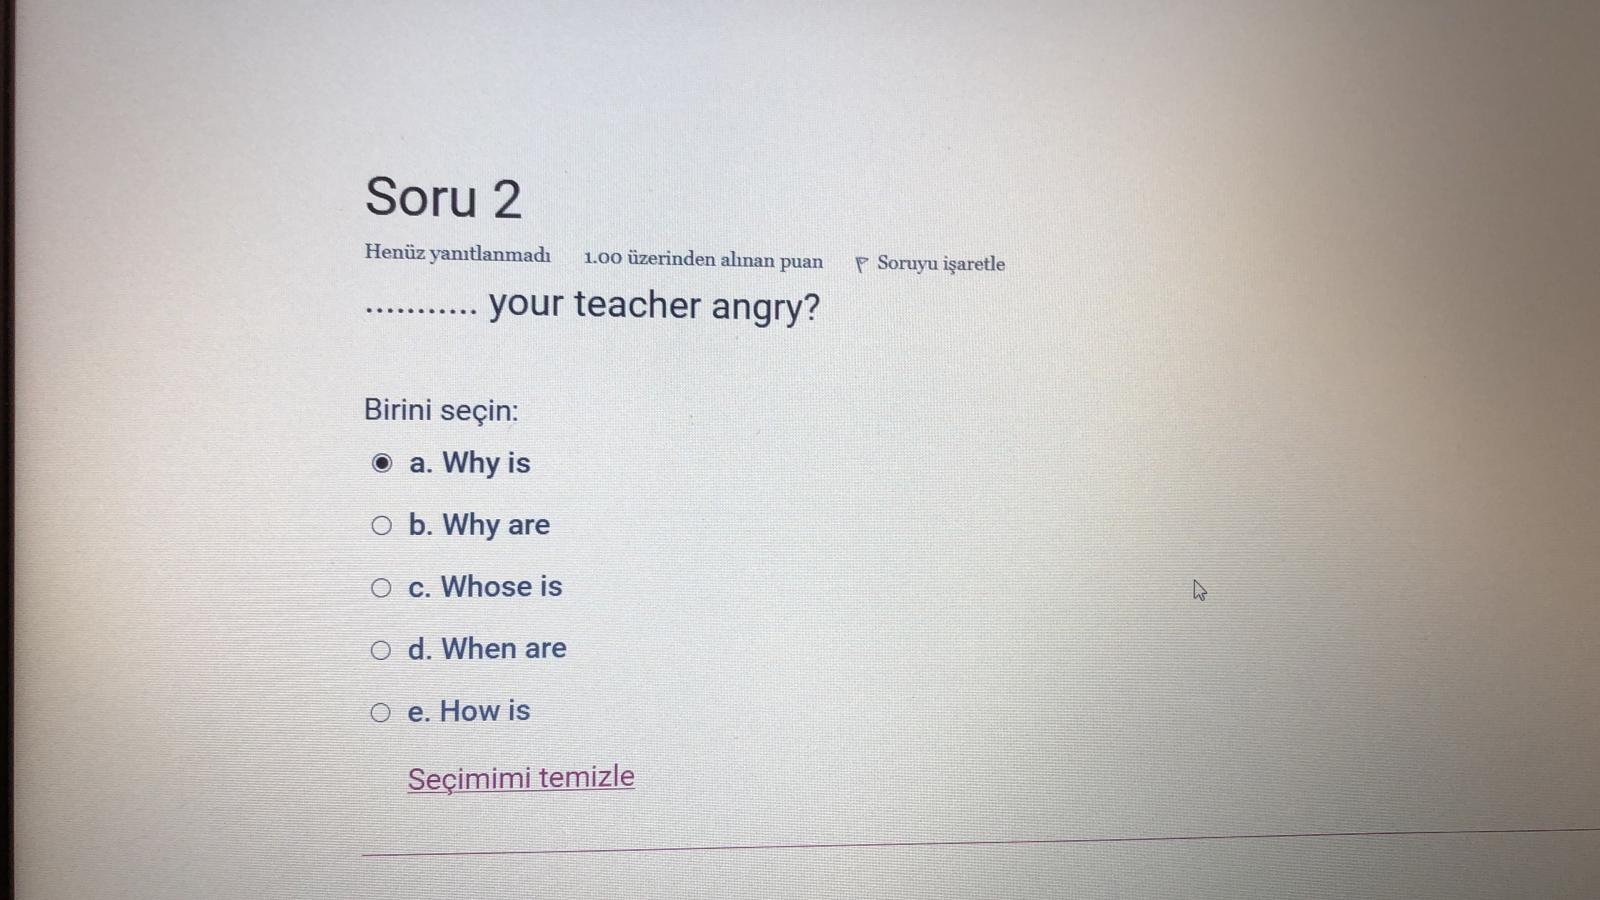 Soru 2
Henüz yanıtlanmadı 1.00 üzerinden alınan puan Soruyu işaretle
........... your teacher angry?
Birini seçin:
a. Why is
b. Why are
c. Whose is
d. When are
e. How is
Seçimimi temizle